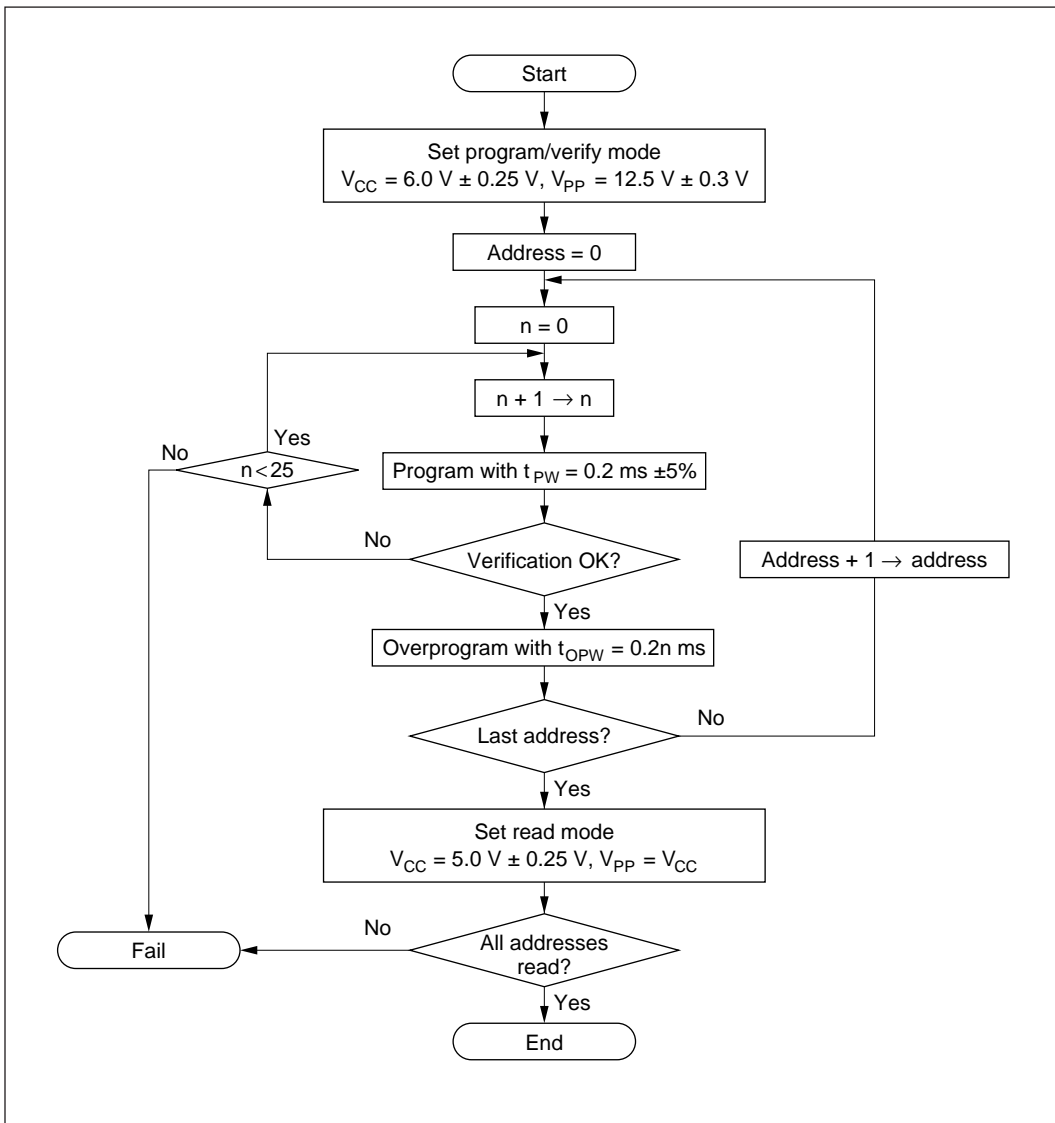 Start
Set program/verify mode
V_CC = 6.0 V ± 0.25 V, V_PP = 12.5 V ± 0.3 V
Address = 0
n = 0
n + 1 → n
Yes
No
n < 25
Program with t_PW = 0.2 ms ±5%
No
Verification OK?
Address + 1 → address
Yes
Overprogram with t_OPW = 0.2n ms
No
Last address?
Yes
Set read mode
V_CC = 5.0 V ± 0.25 V, V_PP = V_CC
No
All addresses
read?
Fail
Yes
End